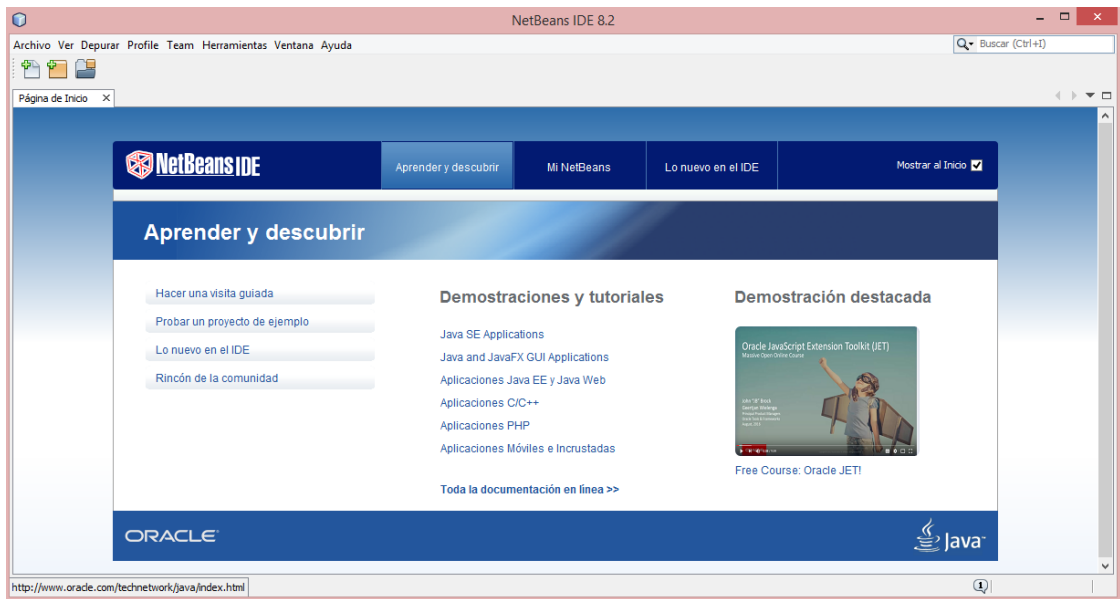 NetBeans IDE 8.2
Archivo Ver Depurar Profile Team Herramientas Ventana Ayuda
Buscar (Ctrl+I)
Página de Inicio
NetBeans IDE
Aprender y descubrir
Mi NetBeans
Lo nuevo en el IDE
Mostrar al Inicio
Aprender y descubrir
Hacer una visita guiada
Probar un proyecto de ejemplo
Lo nuevo en el IDE
Rincón de la comunidad
Demostraciones y tutoriales
Java SE Applications
Java and JavaFX GUI Applications
Aplicaciones Java EE y Java Web
Aplicaciones C/C++
Aplicaciones PHP
Aplicaciones Móviles e Incrustadas
Toda la documentación en línea >>
Demostración destacada
Oracle JavaScript Extension Toolkit (JET)
Massive Open Online Course
Free Course: Oracle JET!
ORACLE
Java
http://www.oracle.com/technetwork/java/index.html
1